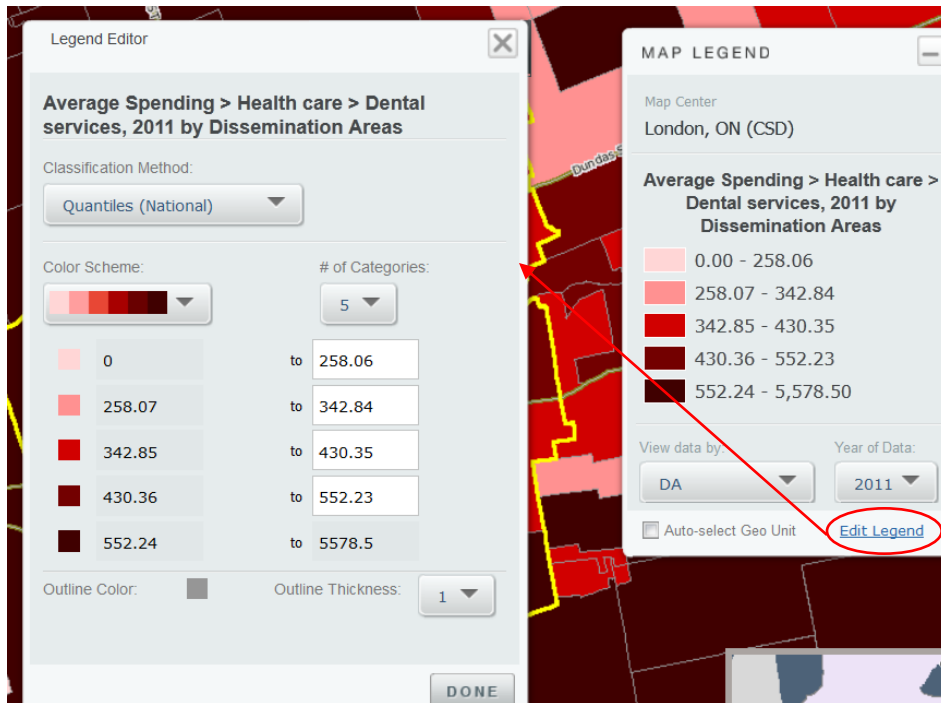 Legend Editor
Average Spending > Health care > Dental
services, 2011 by Dissemination Areas
Classification Method:
Quantiles (National)
Color Scheme:
# of Categories:
5
0 to 258.06
258.07 to 342.84
342.85 to 430.35
430.36 to 552.23
552.24 to 5578.5
Outline Color:
Outline Thickness:
1
DONE
Dundas S
MAP LEGEND
Map Center
London, ON (CSD)
Average Spending > Health care >
Dental services, 2011 by
Dissemination Areas
0.00 - 258.06
258.07 - 342.84
342.85 - 430.35
430.36 - 552.23
552.24 - 5,578.50
View data by:
Year of Data:
DA
2011
Auto-select Geo Unit
Edit Legend